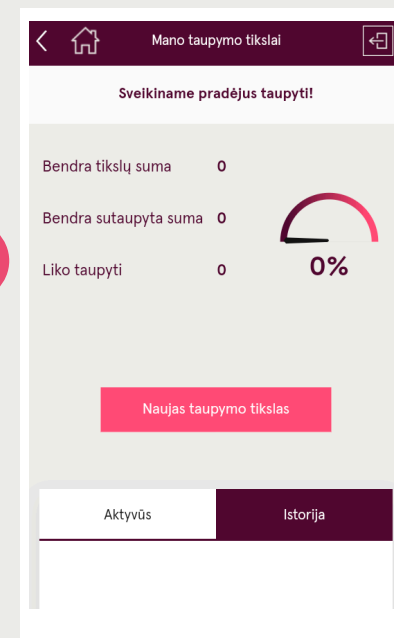 Mano taupymo tikslai
Sveikiname pradėjus taupyti!
Bendra tikslų suma 0
Bendra sutaupyta suma 0
Liko taupyti 0
0%
Naujas taupymo tikslas
Aktyvūs Istorija